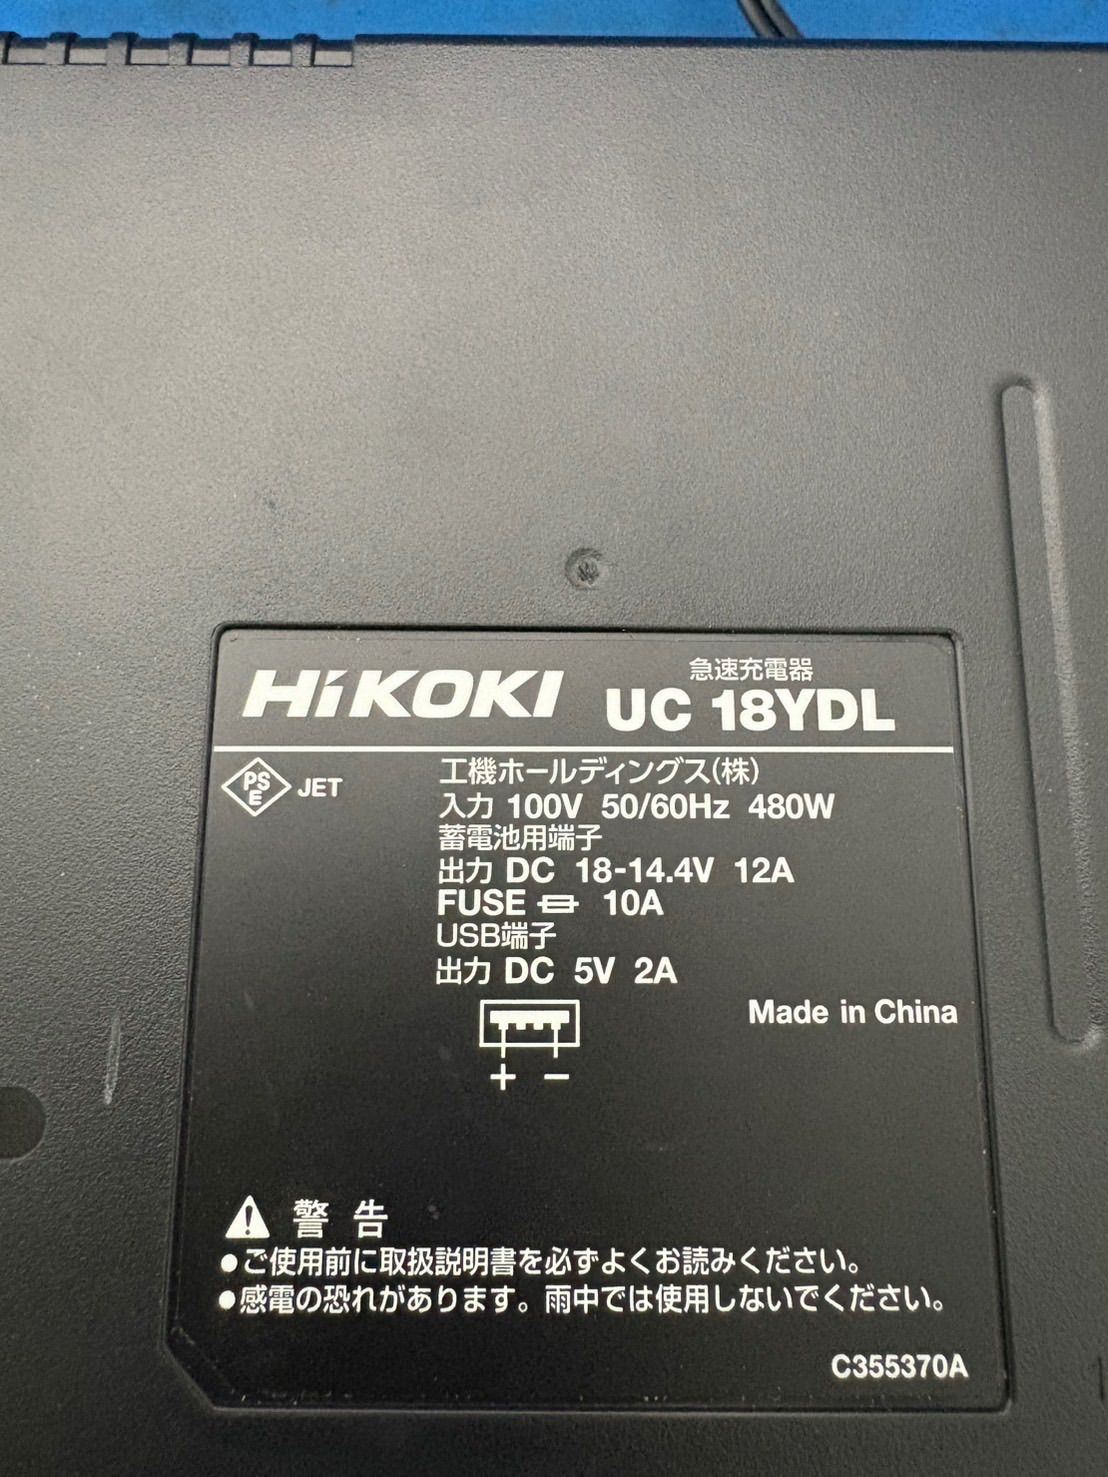 HiKOKI 急速充電器
UC 18YDL
PSE JET
工機ホールディングス(株)
入力 100V 50/60Hz 480W
蓄電池用端子
出力 DC 18-14.4V 12A
FUSE 10A
USB端子
出力 DC 5V 2A
Made in China
+ −
警告
●ご使用前に取扱説明書を必ずよくお読みください。
●感電の恐れがあります。雨中では使用しないでください。
C355370A